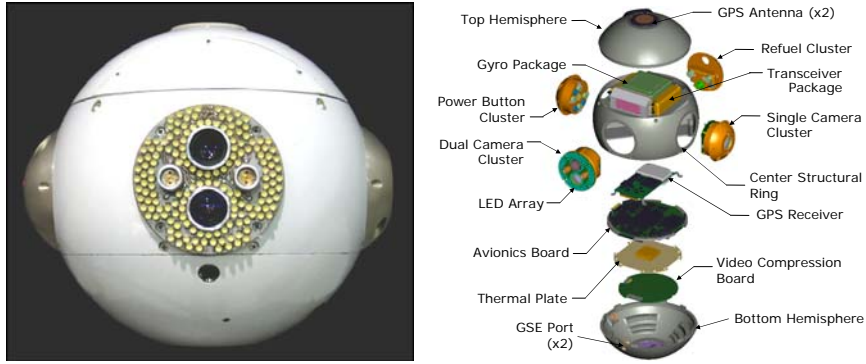 Top Hemisphere
GPS Antenna (x2)
Refuel Cluster
Gyro Package
Transceiver
Package
Power Button
Cluster
Single Camera
Cluster
Dual Camera
Cluster
Center Structural
Ring
LED Array
GPS Receiver
Avionics Board
Video Compression
Board
Thermal Plate
GSE Port
(x2)
Bottom Hemisphere